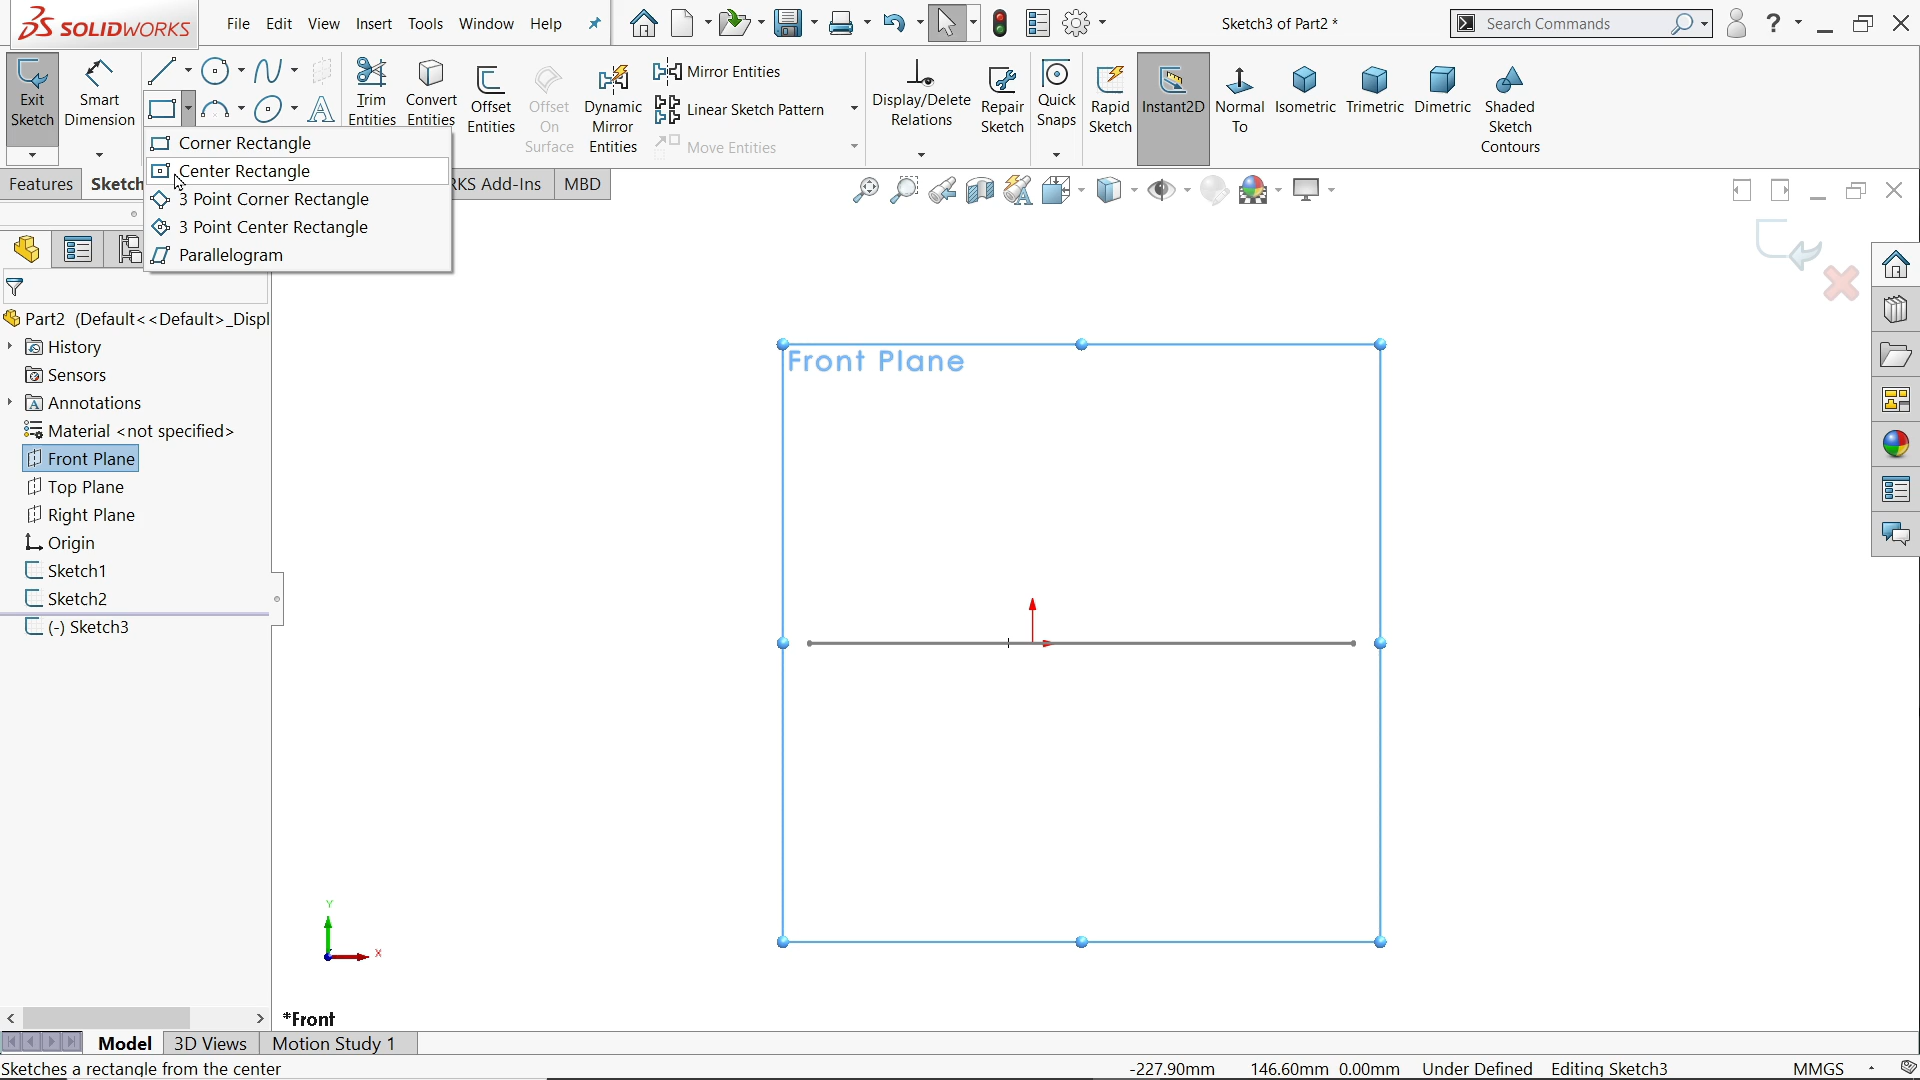 SOLIDWORKS
File Edit View Insert Tools Window Help
Sketch3 of Part2 *
Search Commands
Exit Sketch
Smart Dimension
Trim Entities
Convert Entities
Offset Entities
Offset On Surface
Dynamic Mirror Entities
Mirror Entities
Linear Sketch Pattern
Move Entities
Display/Delete Relations
Repair Sketch
Quick Snaps
Rapid Sketch
Instant2D
Normal To
Isometric
Trimetric
Dimetric
Shaded Sketch Contours
Corner Rectangle
Center Rectangle
3 Point Corner Rectangle
3 Point Center Rectangle
Parallelogram
Features
Sketch
KS Add-Ins
MBD
Part2 (Default<<Default>_Displ
History
Sensors
Annotations
Material <not specified>
Front Plane
Top Plane
Right Plane
Origin
Sketch1
Sketch2
(-) Sketch3
Front Plane
Y
X
*Front
Model
3D Views
Motion Study 1
Sketches a rectangle from the center
-227.90mm 146.60mm 0.00mm Under Defined Editing Sketch3 MMGS